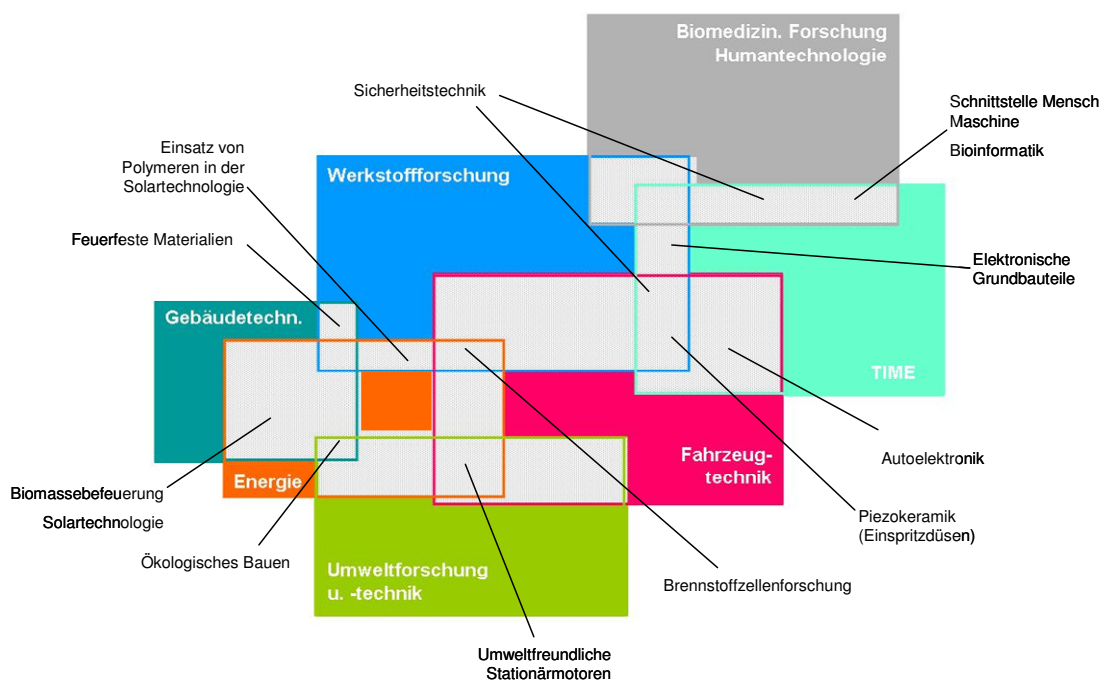 Biomedizin. Forschung
Humantechnologie
Sicherheitstechnik
Schnittstelle Mensch
Maschine
Bioinformatik
Einsatz von
Polymeren in der
Solartechnologie
Werkstoffforschung
Feuerfeste Materialien
Elektronische
Grundbauteile
Gebäudetechn.
TIME
Fahrzeug-
technik
Autoelektronik
Energie
Biomassebefeuerung
Solartechnologie
Piezokeramik
(Einspritzdüsen)
Ökologisches Bauen
Umweltforschung
u. -technik
Brennstoffzellenforschung
Umweltfreundliche
Stationärmotoren